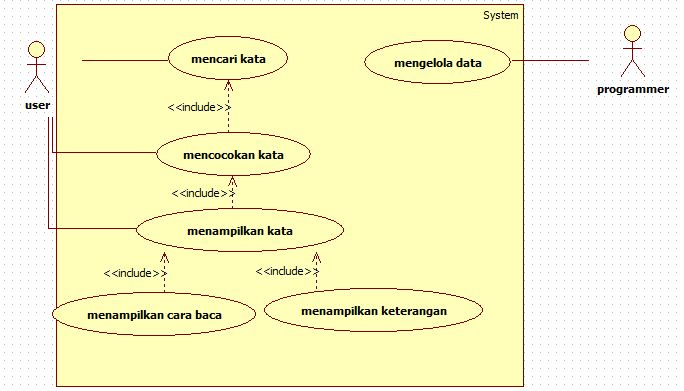 System
mencari kata
mengelola data
user
programmer
<<include>>
mencocokan kata
<<include>>
menampilkan kata
<<include>>
<<include>>
menampilkan cara baca
menampilkan keterangan